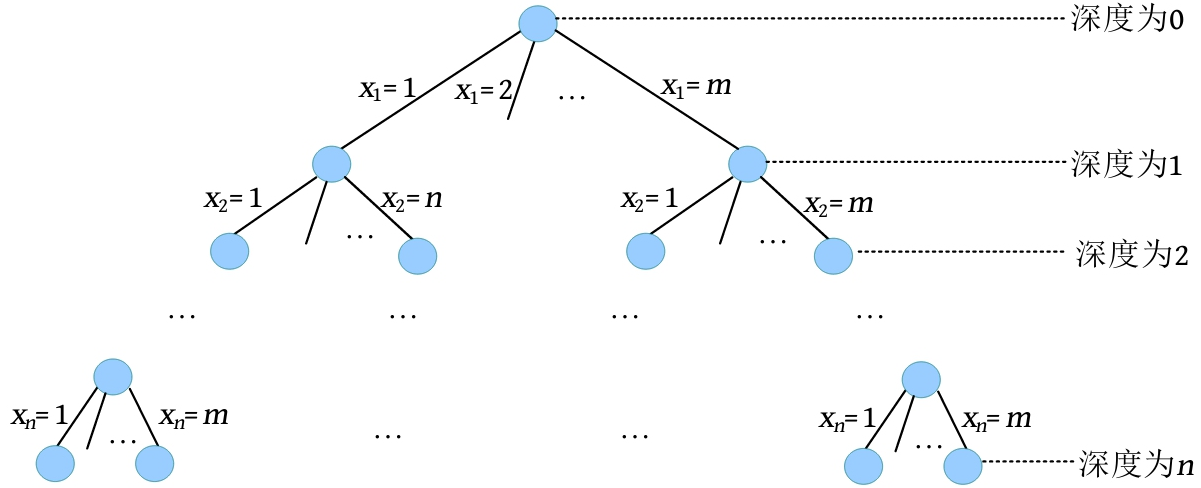 深度为0
x₁= 1
x₁= 2
...
x₁= m
深度为1
x₂= 1
...
x₂= n
x₂= 1
...
x₂= m
深度为2
...
...
...
...
xₙ= 1
...
xₙ= m
...
...
xₙ= 1
...
xₙ= m
深度为n